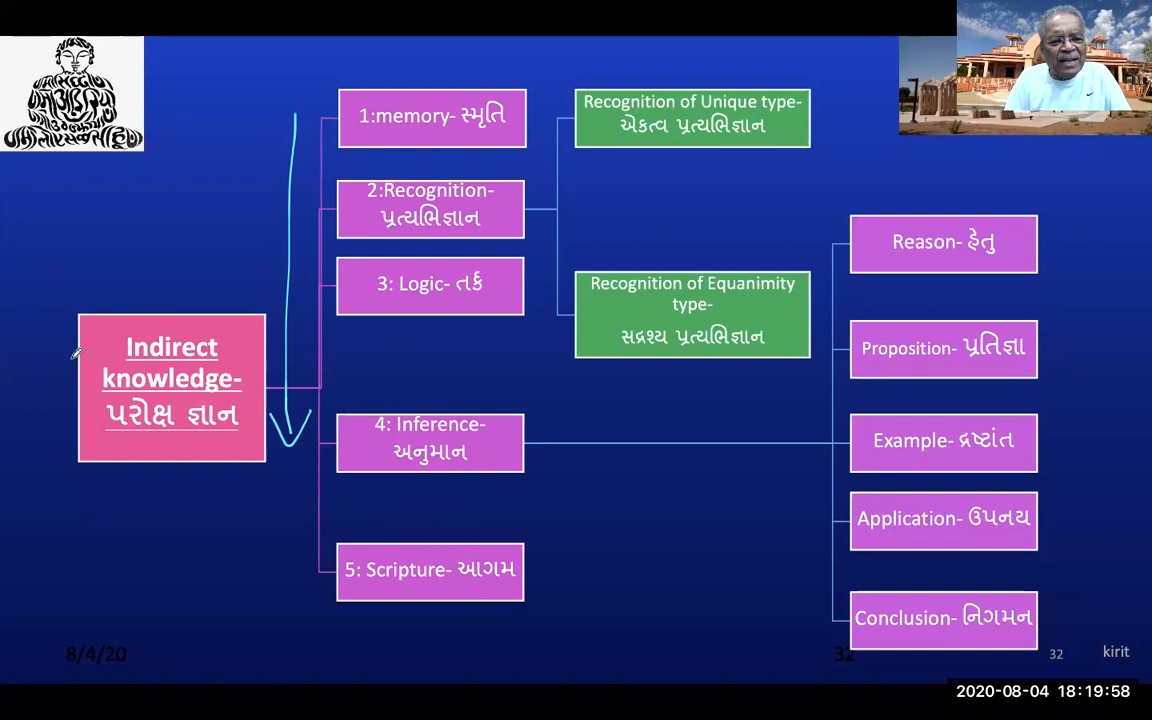 1:memory- સ્મૃતિ
2:Recognition-
પ્રત્યભિજ્ઞાન
3: Logic- તર્ક
Indirect
knowledge-
પરોક્ષ જ્ઞાન
4: Inference-
અનુમાન
5: Scripture- આગમ
Recognition of Unique type-
એકત્વ પ્રત્યભિજ્ઞાન
Recognition of Equanimity
type-
સદ્રશ્ય પ્રત્યભિજ્ઞાન
Reason- હેતુ
Proposition- પ્રતિજ્ઞા
Example- દ્રષ્ટાંત
Application- ઉપનય
Conclusion- નિગમન
8/4/20
32
32
kirit
2020-08-04 18:19:58